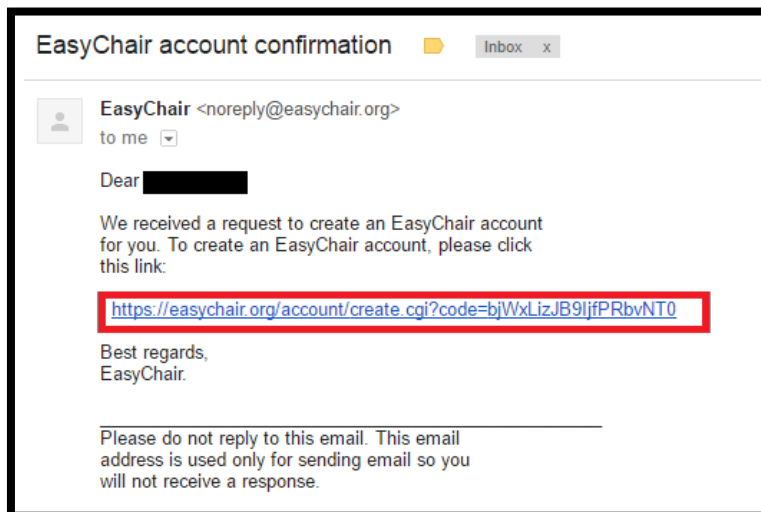 EasyChair account confirmation Inbox x
EasyChair <noreply@easychair.org>
to me
Dear
We received a request to create an EasyChair account
for you. To create an EasyChair account, please click
this link:
https://easychair.org/account/create.cgi?code=bjWxLizJB9IjfPRbvNT0
Best regards,
EasyChair.
Please do not reply to this email. This email
address is used only for sending email so you
will not receive a response.